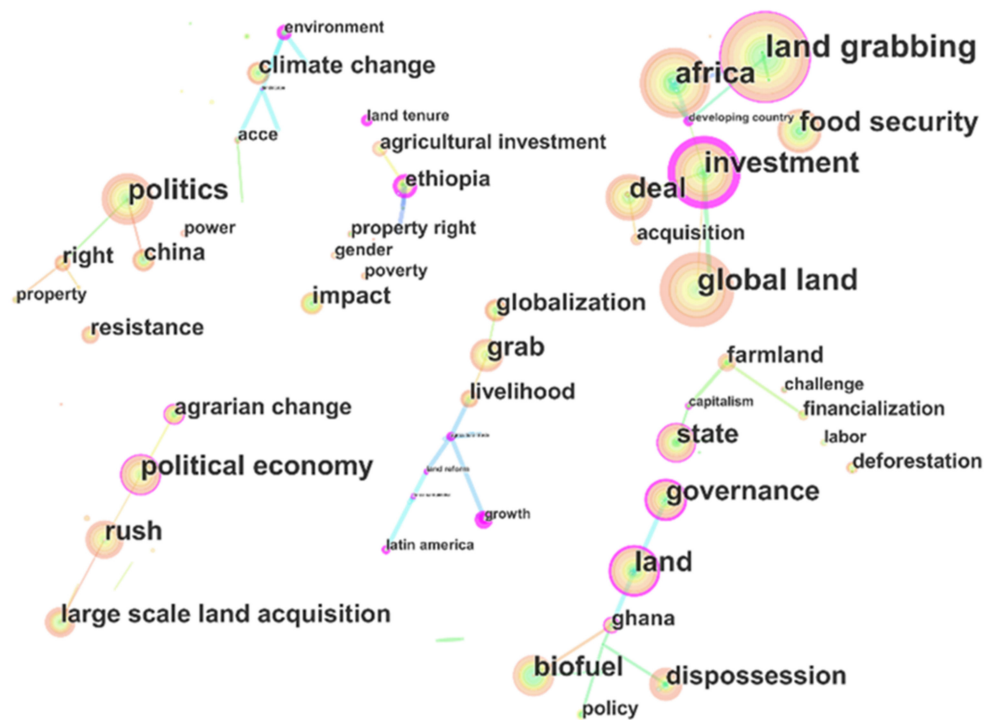 environment
climate change
acce
land tenure
agricultural investment
ethiopia
property right
gender
poverty
impact
politics
power
right
china
property
resistance
land grabbing
africa
developing country
food security
investment
deal
acquisition
global land
globalization
grab
livelihood
land reform
growth
latin america
farmland
challenge
capitalism
financialization
state
labor
deforestation
governance
land
ghana
biofuel
dispossession
policy
agrarian change
political economy
rush
large scale land acquisition